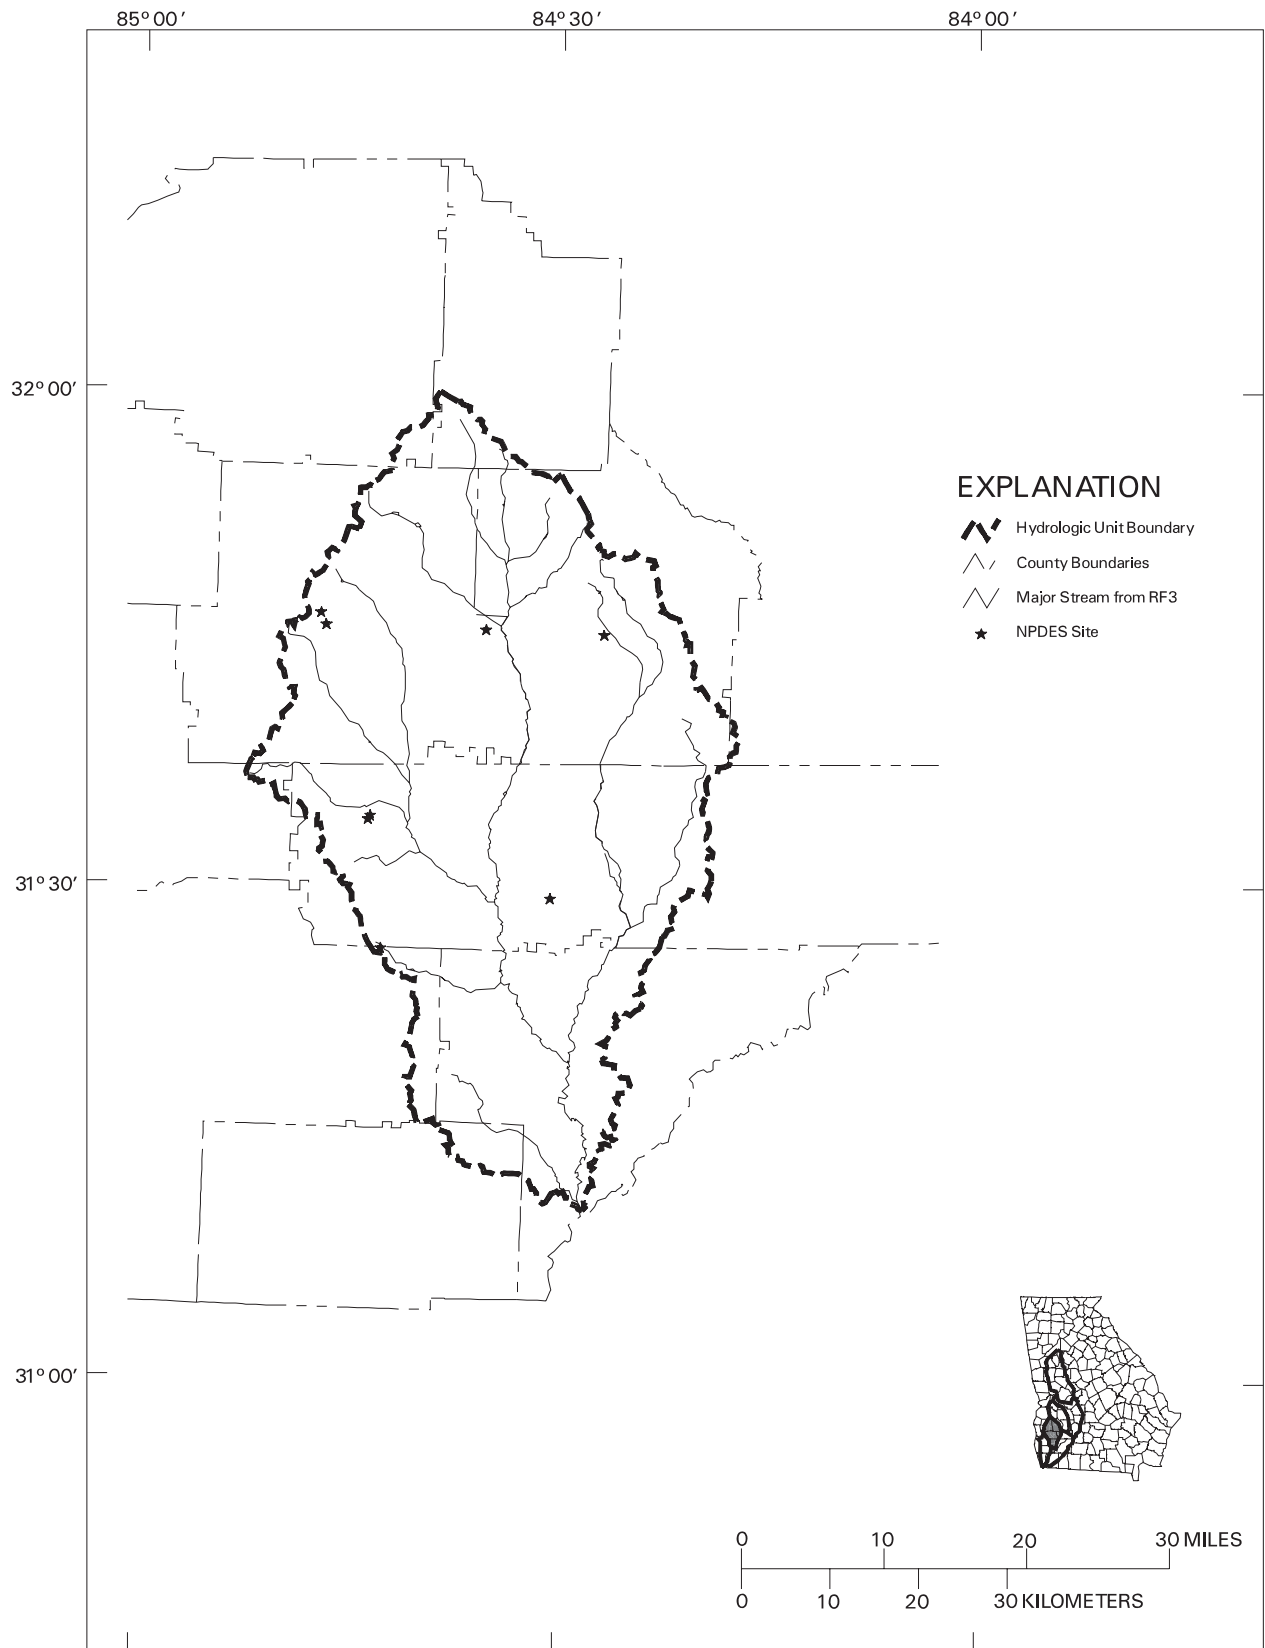 85° 00′ 84° 30′ 84° 00′
32° 00′
EXPLANATION
Hydrologic Unit Boundary
County Boundaries
Major Stream from RF3
NPDES Site
31° 30′
31° 00′
0 10 20 30 MILES
0 10 20 30 KILOMETERS